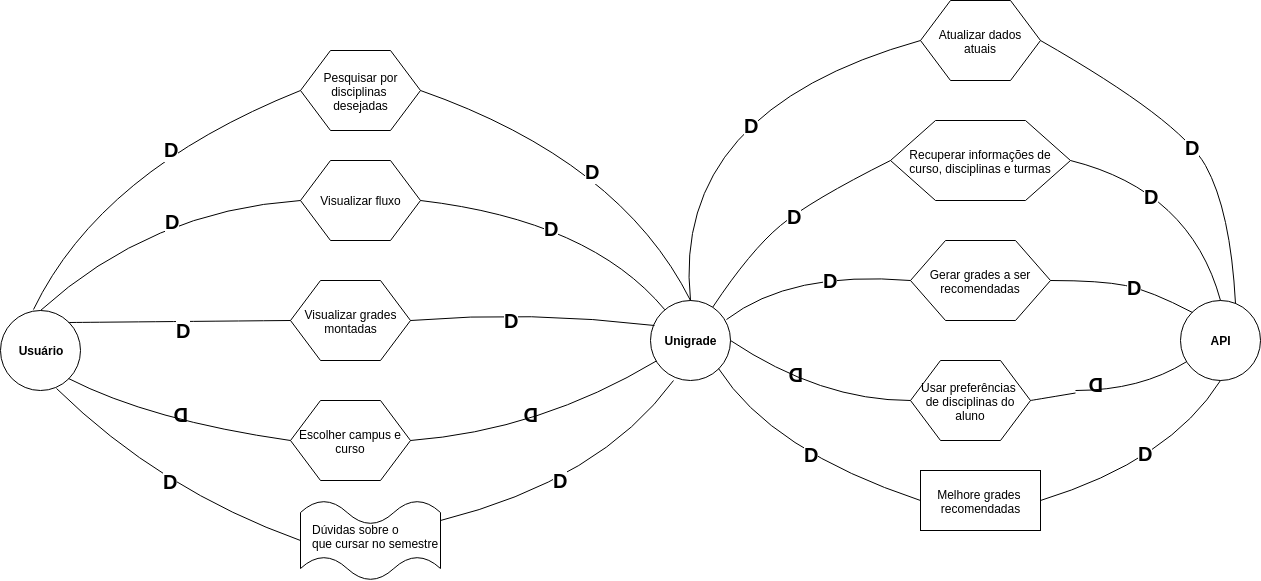 Atualizar dados
atuais
Pesquisar por
disciplinas
desejadas
D
D
D
D
Recuperar informações de
curso, disciplinas e turmas
D
D
Visualizar fluxo
D
D
D
Gerar grades a ser
recomendadas
D
D
Visualizar grades
montadas
D
D
Usuário
Unigrade
API
D
D
Usar preferências
de disciplinas do
aluno
Escolher campus e
curso
D
D
D
D
Melhore grades
recomendadas
D
D
Dúvidas sobre o
que cursar no semestre